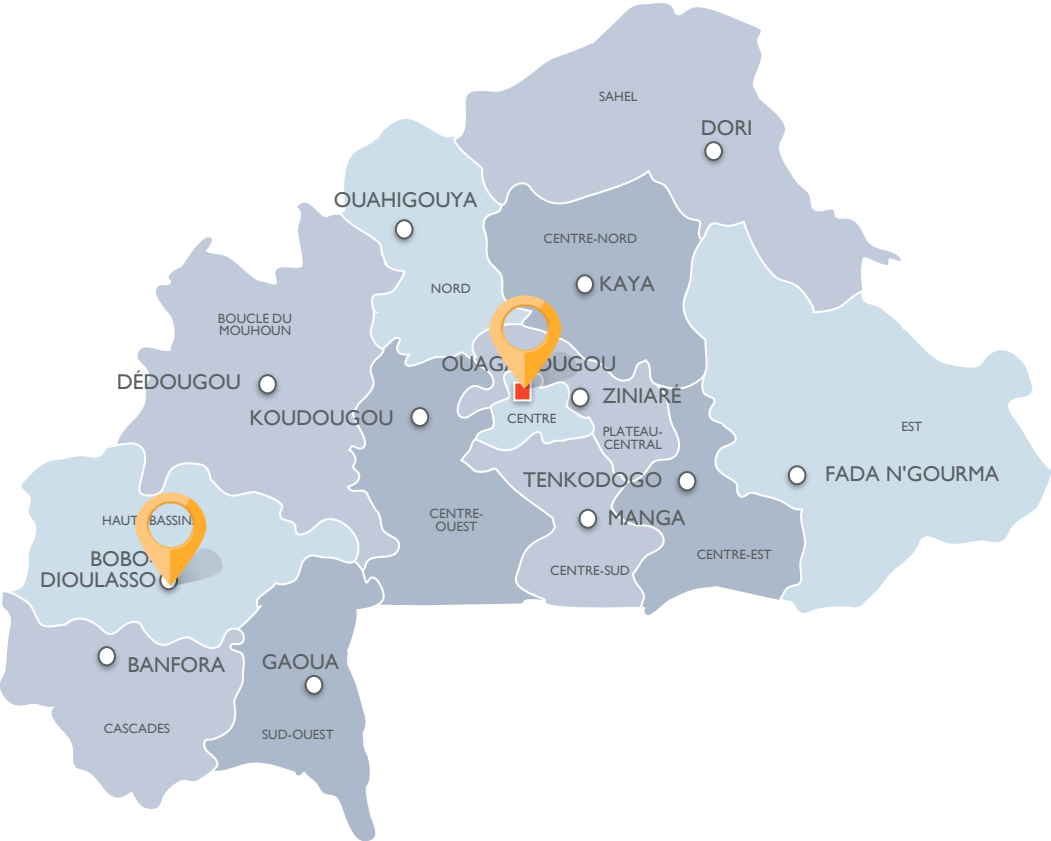 SAHEL
DORI
OUAHIGOUYA
CENTRE-NORD
KAYA
NORD
BOUCLE DU
MOUHOUN
OUAGADOUGOU
DÉDOUGOU
ZINIARÉ
KOUDOUGOU
CENTRE
EST
PLATEAU-
CENTRAL
FADA N'GOURMA
TENKODOGO
CENTRE-
OUEST
MANGA
HAUTS-BASSINS
CENTRE-EST
BOBO-
DIOULASSO
CENTRE-SUD
BANFORA
GAOUA
CASCADES
SUD-OUEST